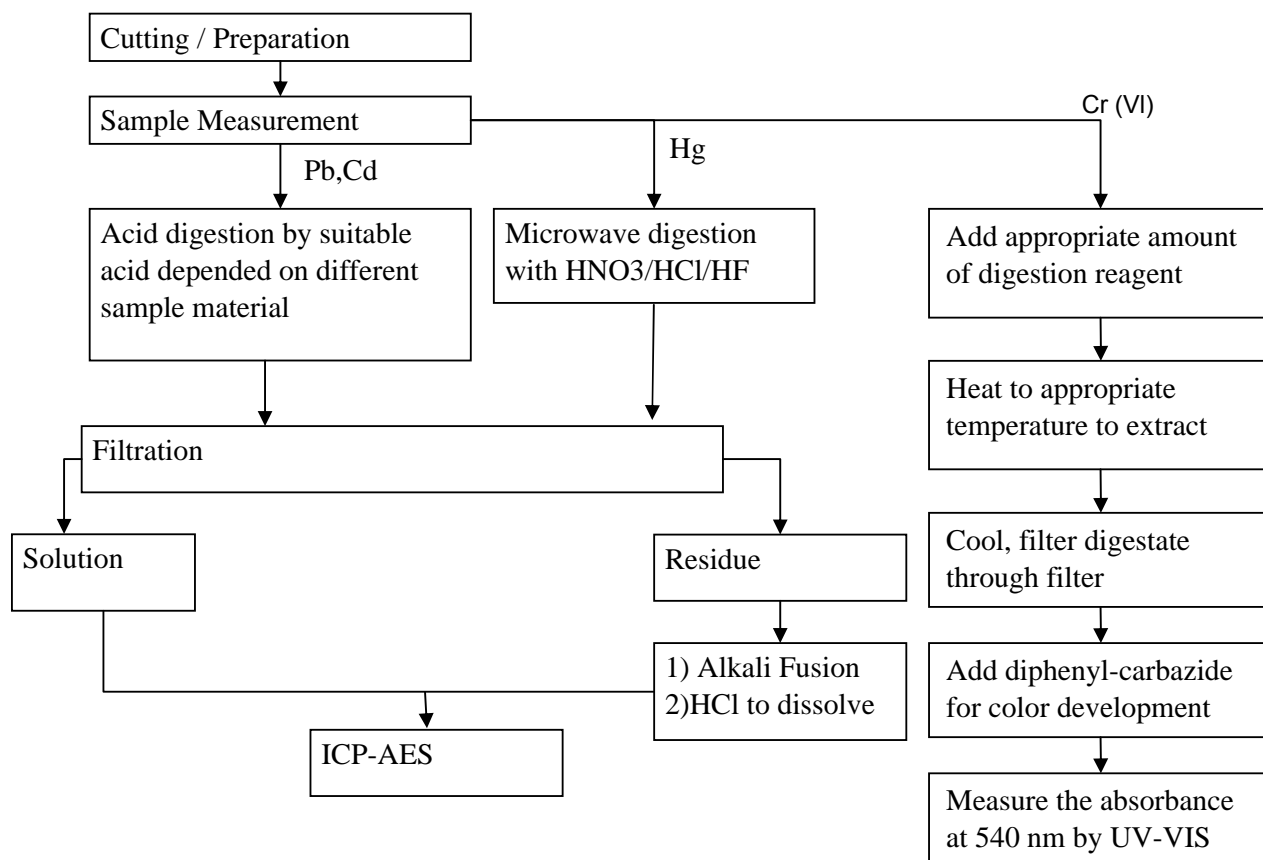 Cutting / Preparation
Sample Measurement
Cr (VI)
Hg
Pb,Cd
Acid digestion by suitable
acid depended on different
sample material
Microwave digestion
with HNO3/HCl/HF
Add appropriate amount
of digestion reagent
Heat to appropriate
temperature to extract
Filtration
Solution
Residue
Cool, filter digestate
through filter
1) Alkali Fusion
2)HCl to dissolve
Add diphenyl-carbazide
for color development
ICP-AES
Measure the absorbance
at 540 nm by UV-VIS